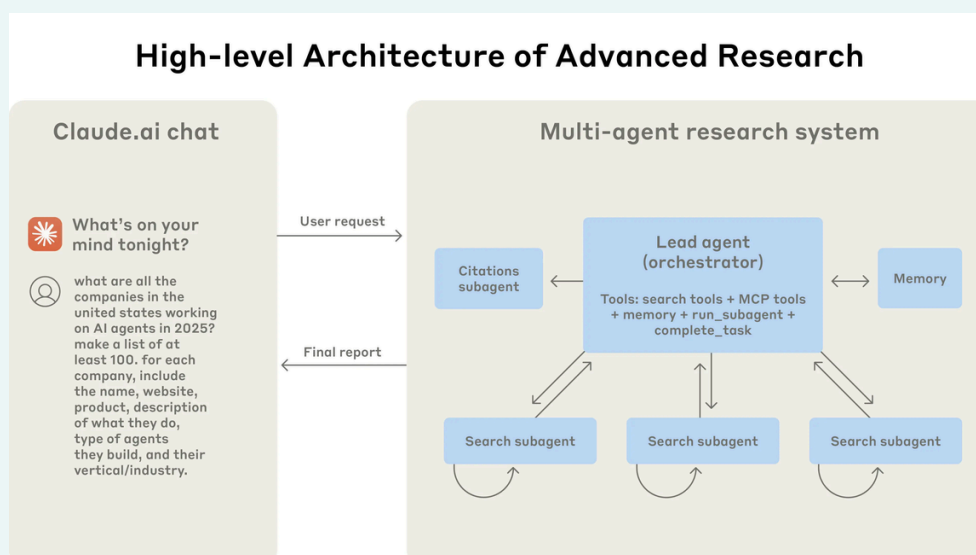 High-level Architecture of Advanced Research
Claude.ai chat
What's on your
mind tonight?
what are all the
companies in the
united states working
on AI agents in 2025?
make a list of at
least 100. for each
company, include
the name, website,
product, description
of what they do,
type of agents
they build, and their
vertical/industry.
User request
Final report
Multi-agent research system
Citations
subagent
Lead agent
(orchestrator)
Tools: search tools + MCP tools
+ memory + run_subagent +
complete_task
Memory
Search subagent
Search subagent
Search subagent